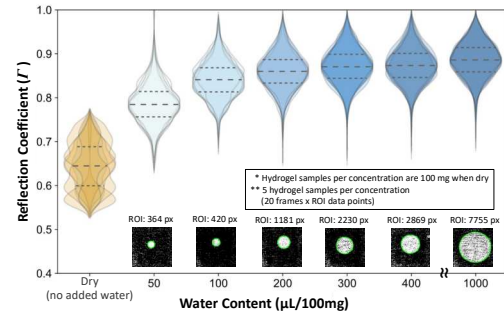 1.0
0.9
0.8
0.7
0.6
0.5
0.4
Reflection Coefficient (Γ)
* Hydrogel samples per concentration are 100 mg when dry
** 5 hydrogel samples per concentration
(20 frames x ROI data points)
ROI: 364 px
ROI: 420 px
ROI: 1181 px
ROI: 2230 px
ROI: 2869 px
ROI: 7755 px
Dry
(no added water)
50
100
200
300
400
1000
Water Content (μL/100mg)